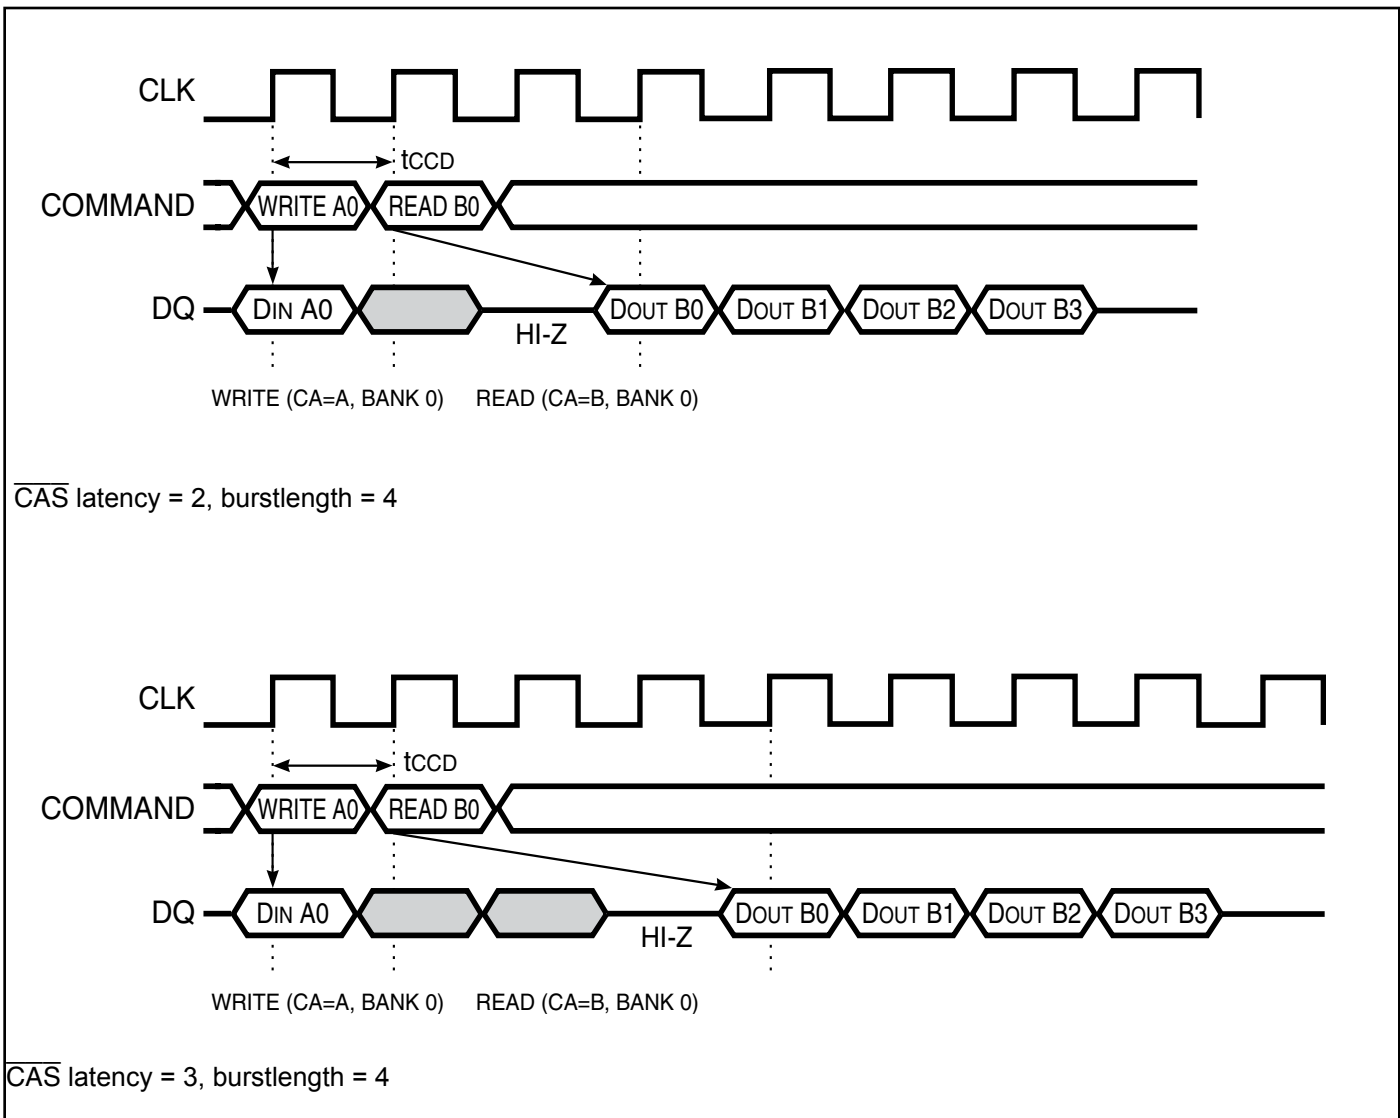 CLK
tCCD
COMMAND WRITE A0 READ B0
DQ DIN A0 HI-Z DOUT B0 DOUT B1 DOUT B2 DOUT B3
WRITE (CA=A, BANK 0) READ (CA=B, BANK 0)
CAS latency = 2, burstlength = 4
CLK
tCCD
COMMAND WRITE A0 READ B0
DQ DIN A0 HI-Z DOUT B0 DOUT B1 DOUT B2 DOUT B3
WRITE (CA=A, BANK 0) READ (CA=B, BANK 0)
CAS latency = 3, burstlength = 4